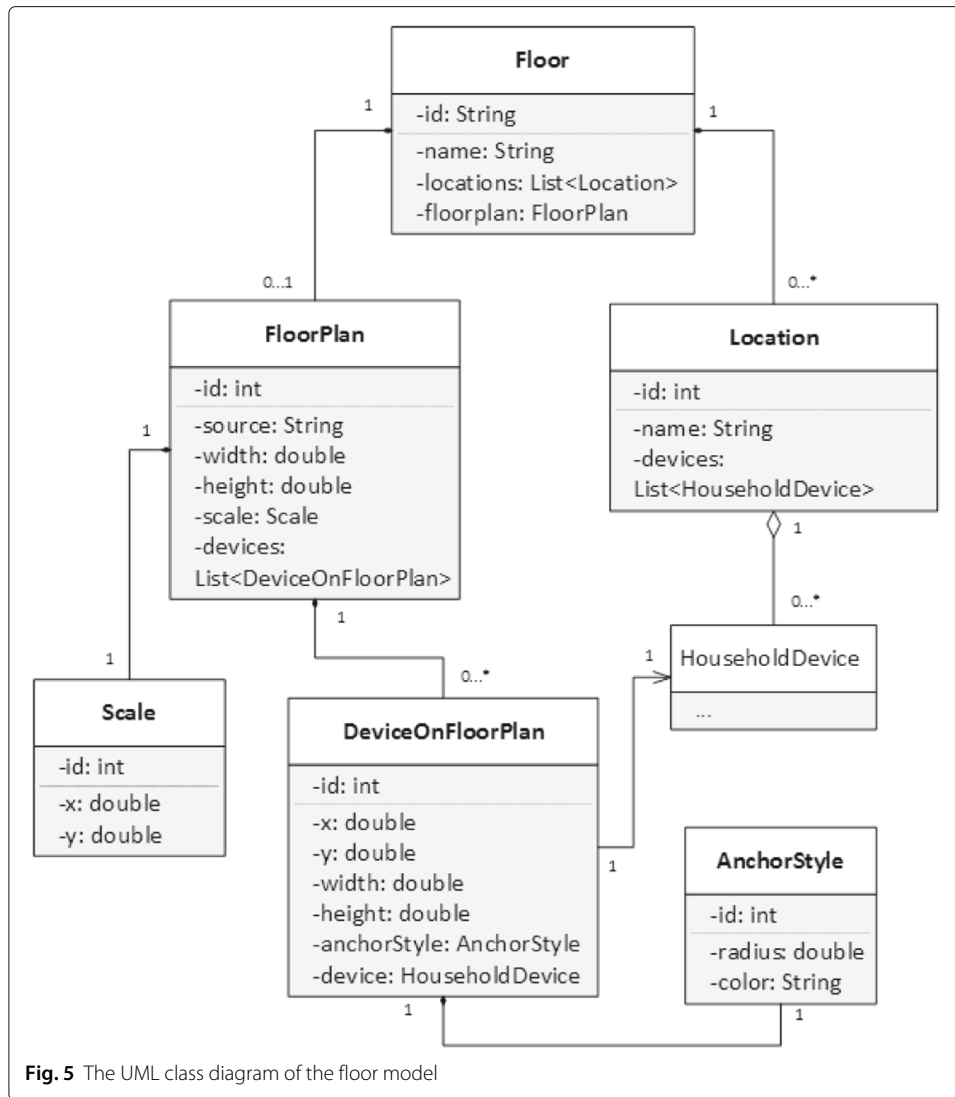 Floor
-id: String
-name: String
-locations: List<Location>
-floorplan: FloorPlan
1
1
0...1
0...*
FloorPlan
-id: int
-source: String
-width: double
-height: double
-scale: Scale
-devices:
List<DeviceOnFloorPlan>
Location
-id: int
-name: String
-devices:
List<HouseholdDevice>
1
1
1
0...*
1
0...*
Scale
-id: int
-x: double
-y: double
HouseholdDevice
...
1
DeviceOnFloorPlan
-id: int
-x: double
-y: double
-width: double
-height: double
-anchorStyle: AnchorStyle
-device: HouseholdDevice
1
AnchorStyle
-id: int
-radius: double
-color: String
1
1
Fig. 5 The UML class diagram of the floor model